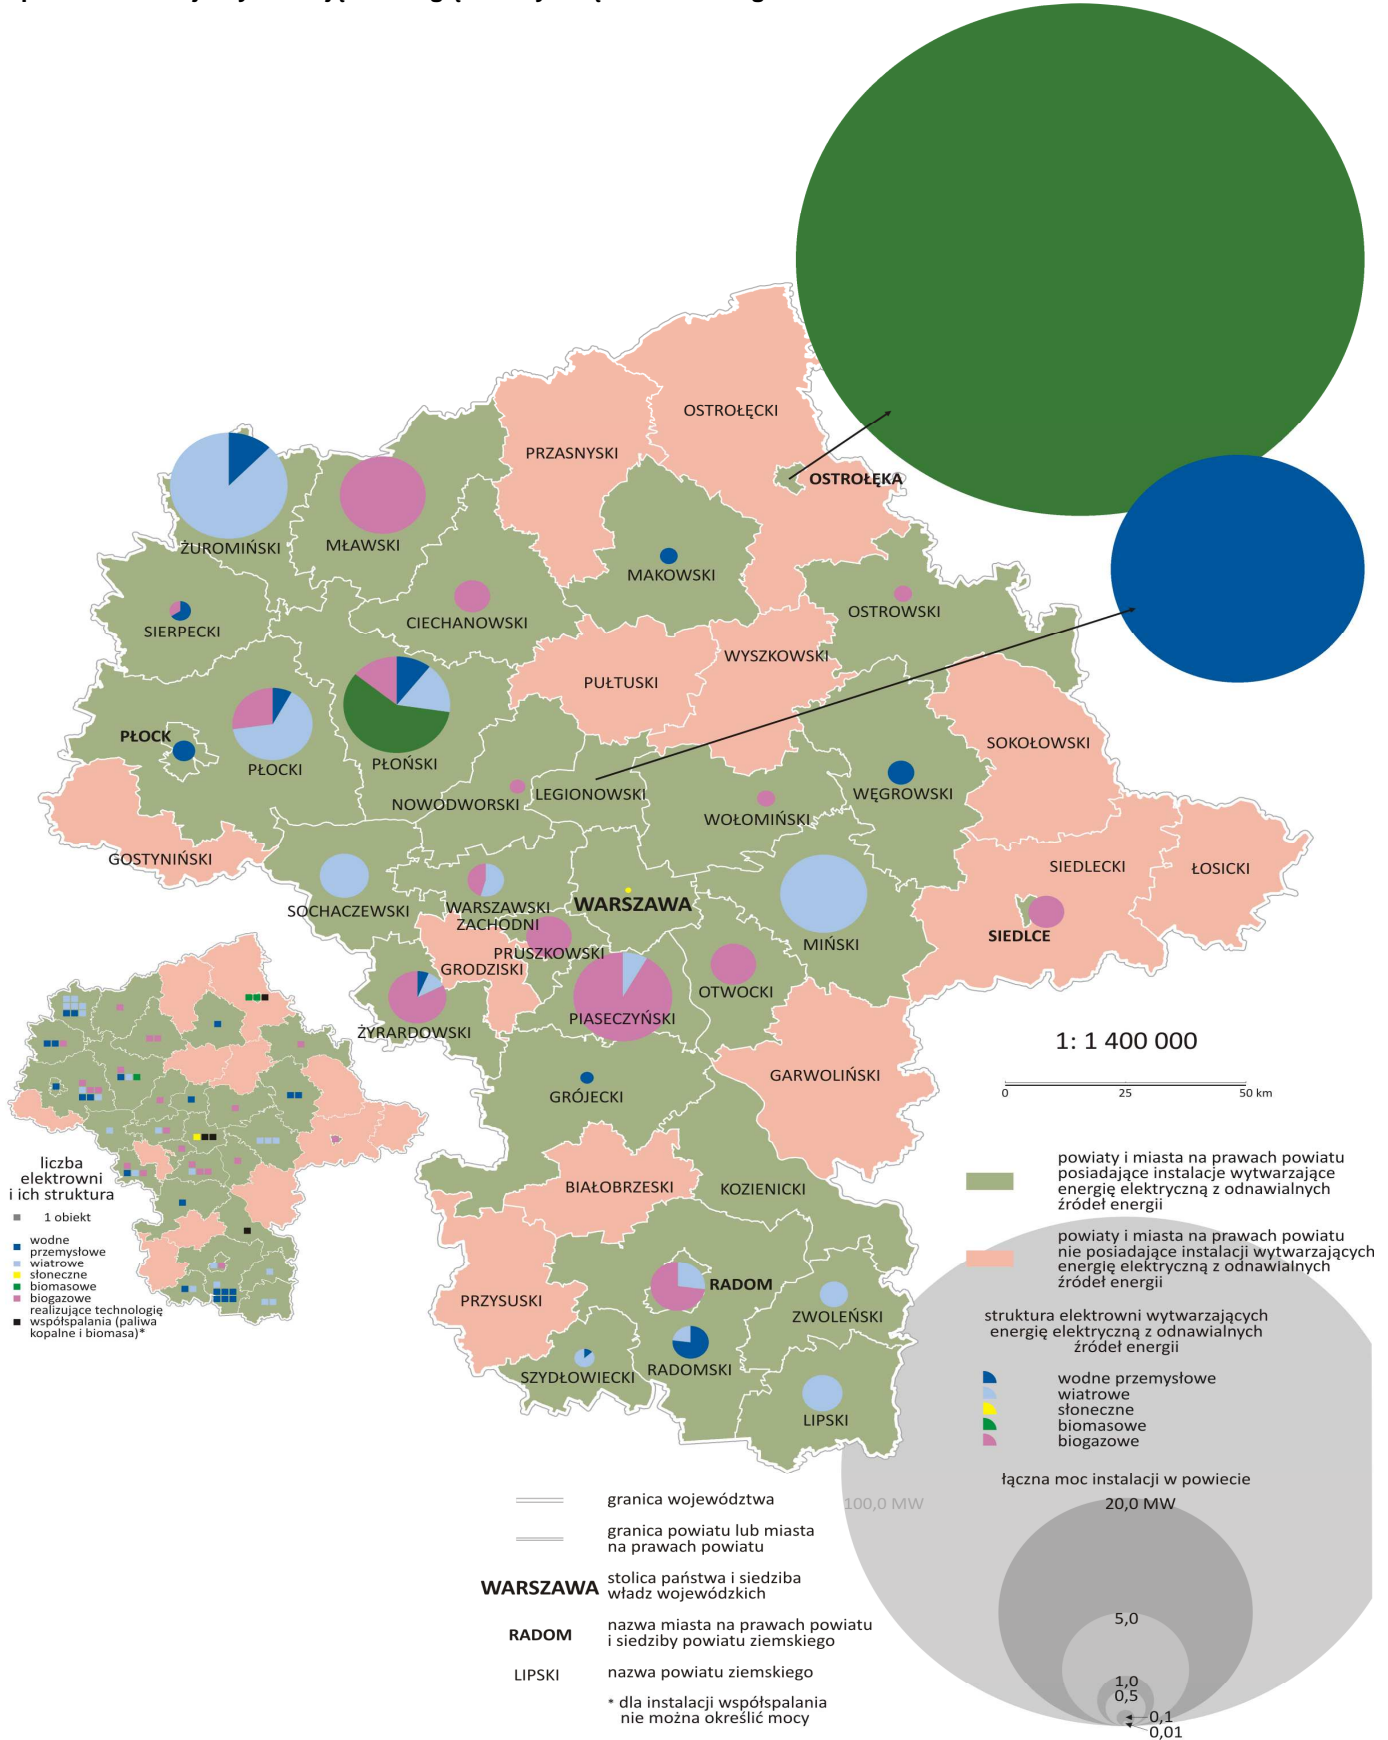 OSTROŁĘCKI
PRZASNYSKI
OSTROŁĘKA
ŻUROMIŃSKI
MŁAWSKI
MAKOWSKI
CIECHANOWSKI
OSTROWSKI
SIERPECKI
WYSZKOWSKI
PUŁTUSKI
PŁOCK
PŁOCKI
PŁOŃSKI
SOKOŁOWSKI
NOWODWORSKI
LEGIONOWSKI
WĘGROWSKI
WOŁOMIŃSKI
GOSTYNIŃSKI
SIEDLECKI
ŁOSICKI
SOCHACZEWSKI
WARSZAWSKI
ZACHODNI
WARSZAWA
SIEDLCE
MIŃSKI
PRUSZKOWSKI
GRODZISKI
OTWOCKI
ŻYRARDOWSKI
PIASECZYŃSKI
GRÓJECKI
GARWOLIŃSKI
BIAŁOBRZESKI
KOZIENICKI
PRZYSUSKI
RADOM
ZWOLEŃSKI
SZYDŁOWIECKI
RADOMSKI
LIPSKI
1: 1 400 000
0 25 50 km
liczba
elektrowni
i ich struktura
1 obiekt
wodne
przemysłowe
wiatrowe
słoneczne
biomasowe
biogazowe
realizujące technologię
współspalania (paliwa
kopalne i biomasa)*
powiaty i miasta na prawach powiatu
posiadające instalacje wytwarzające
energię elektryczną z odnawialnych
źródeł energii
powiaty i miasta na prawach powiatu
nie posiadające instalacji wytwarzających
energię elektryczną z odnawialnych
źródeł energii
struktura elektrowni wytwarzających
energię elektryczną z odnawialnych
źródeł energii
wodne przemysłowe
wiatrowe
słoneczne
biomasowe
biogazowe
łączna moc instalacji w powiecie
100,0 MW
20,0 MW
5,0
1,0
0,5
0,1
0,01
granica województwa
granica powiatu lub miasta
na prawach powiatu
WARSZAWA stolica państwa i siedziba
władz wojewódzkich
RADOM nazwa miasta na prawach powiatu
i siedziby powiatu ziemskiego
LIPSKI nazwa powiatu ziemskiego
* dla instalacji współspalania
nie można określić mocy